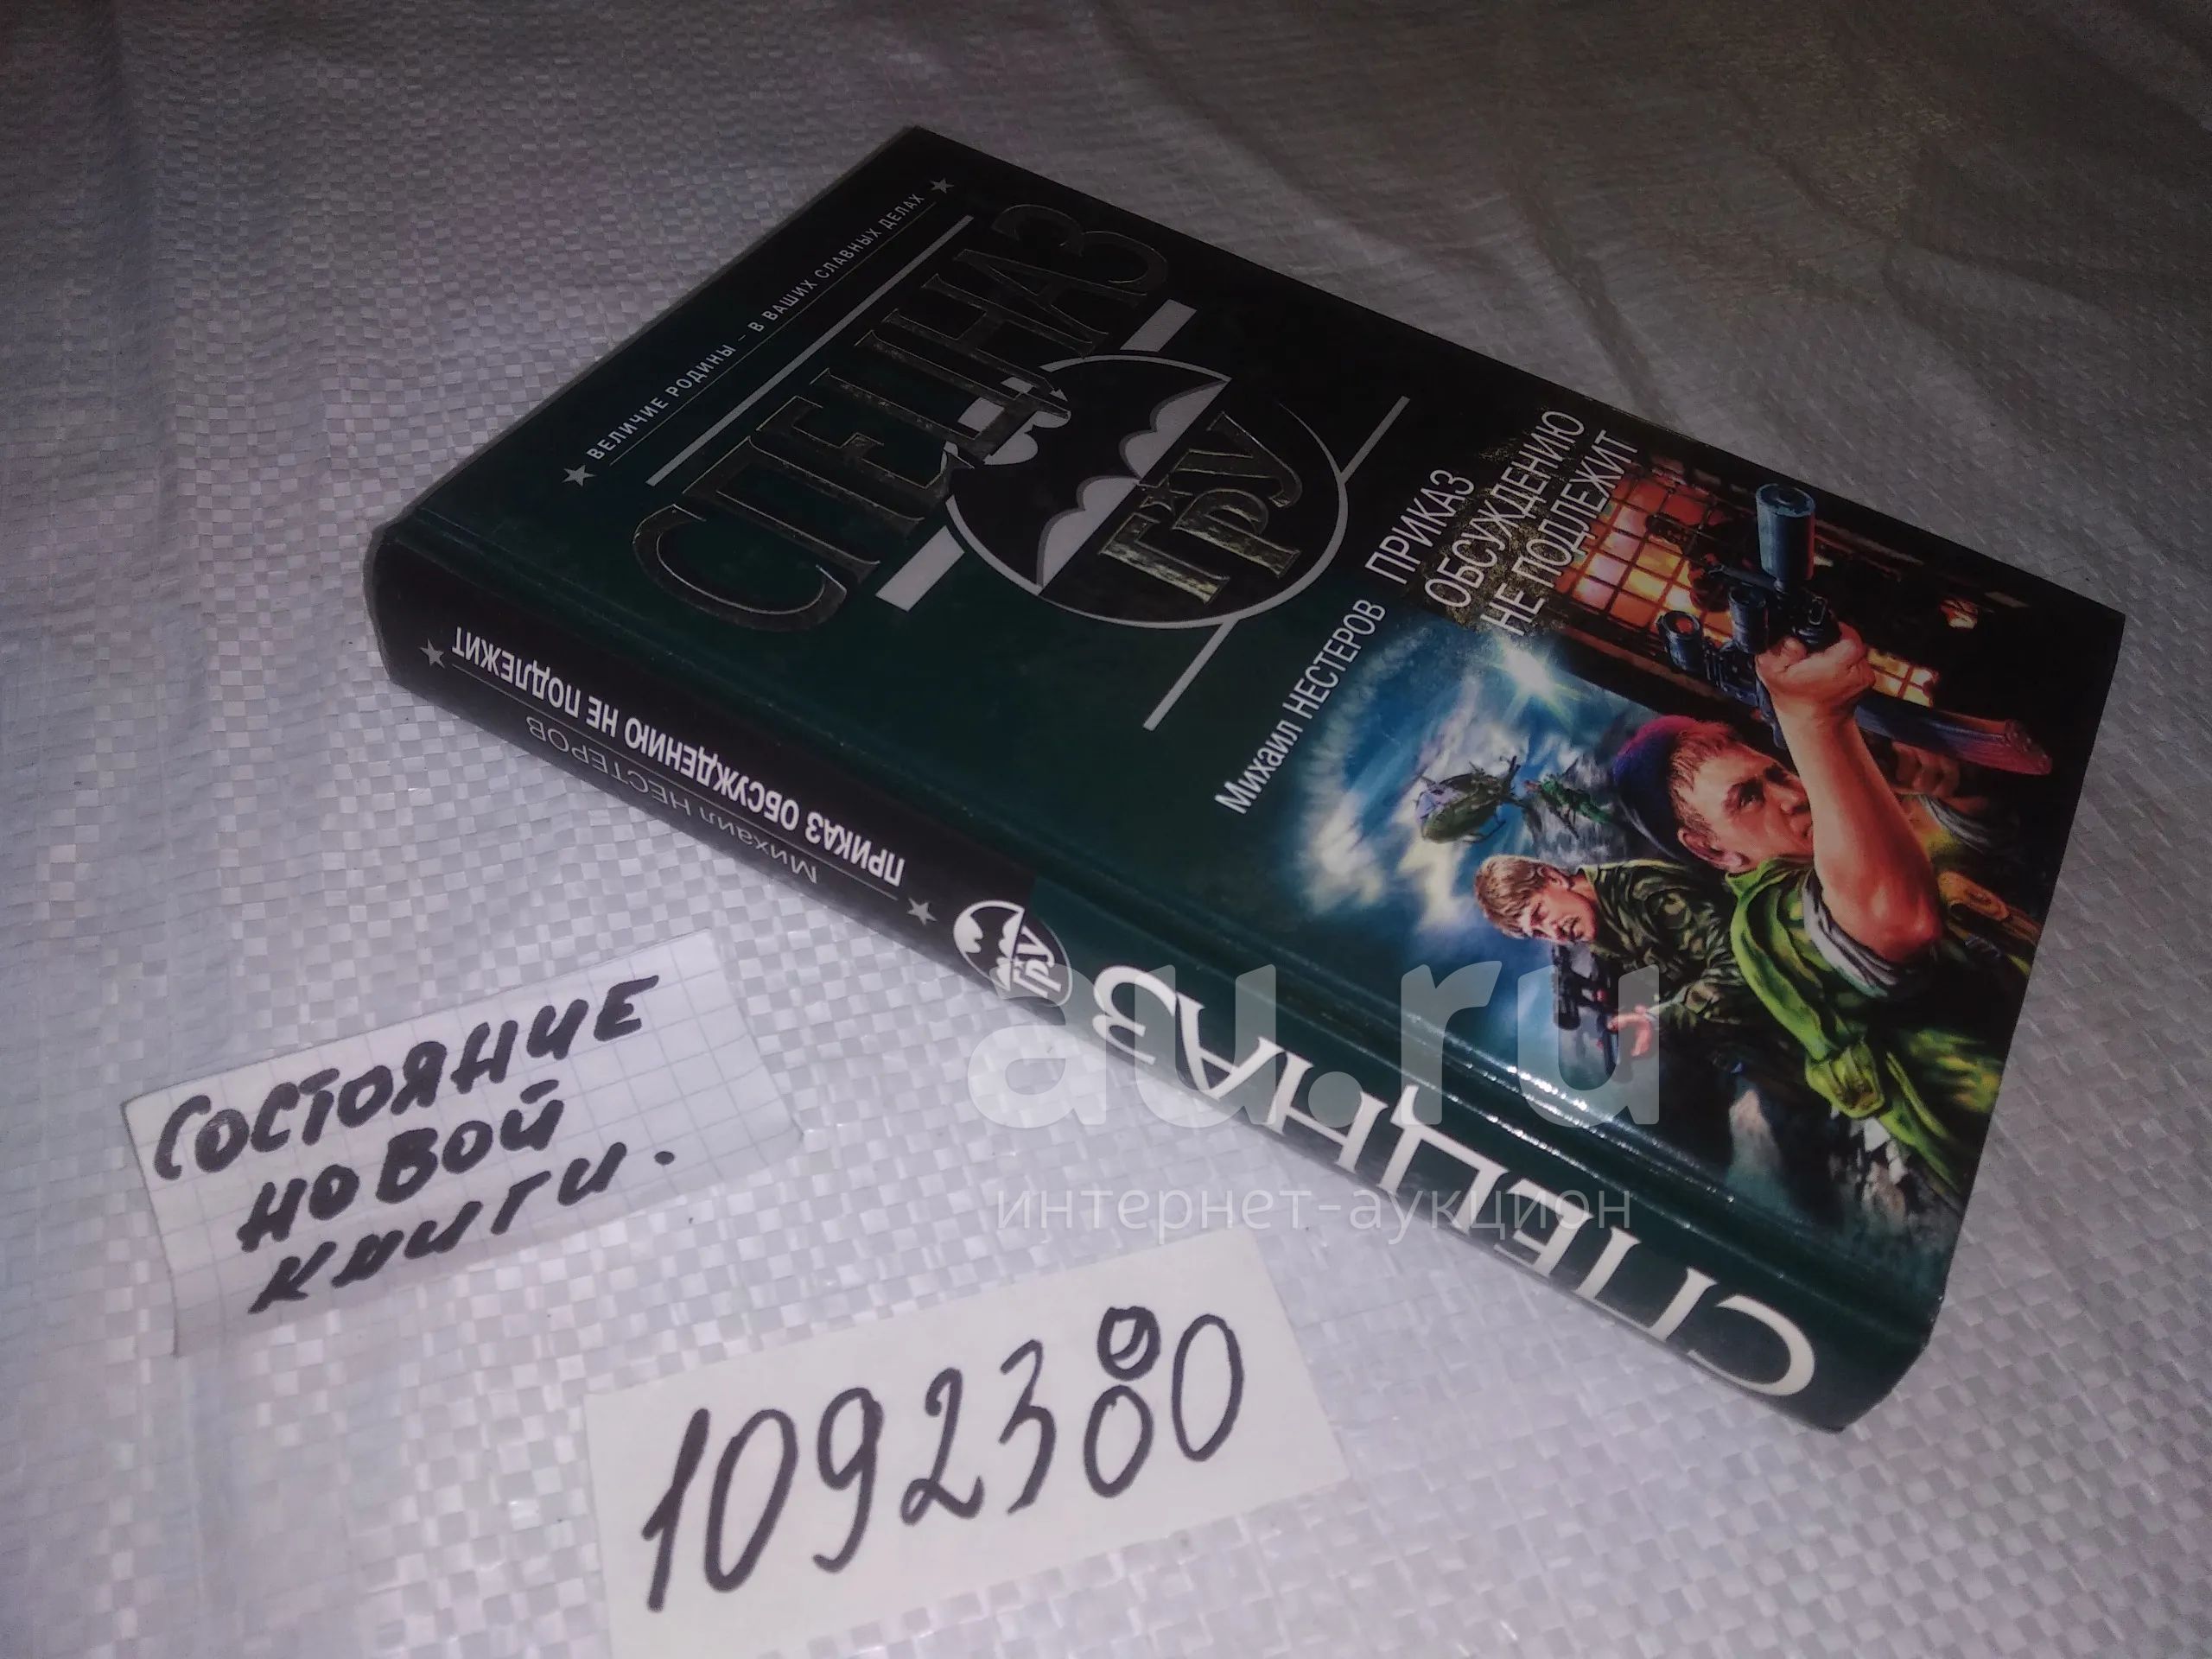 ★ ВЕЛИЧИЕ РОДИНЫ – В ВАШИХ СЛАВНЫХ ДЕЛАХ ★
СПЕЦНАЗ
ГРУ
Михаил НЕСТЕРОВ
ПРИКАЗ
ОБСУЖДЕНИЮ
НЕ ПОДЛЕЖИТ
СПЕЦНАЗ
ГРУ
Михаил НЕСТЕРОВ
★ ПРИКАЗ ОБСУЖДЕНИЮ НЕ ПОДЛЕЖИТ ★
au.ru
интернет-аукцион
СОСТОЯНИЕ
НОВОЙ
КНИГИ.
1092380